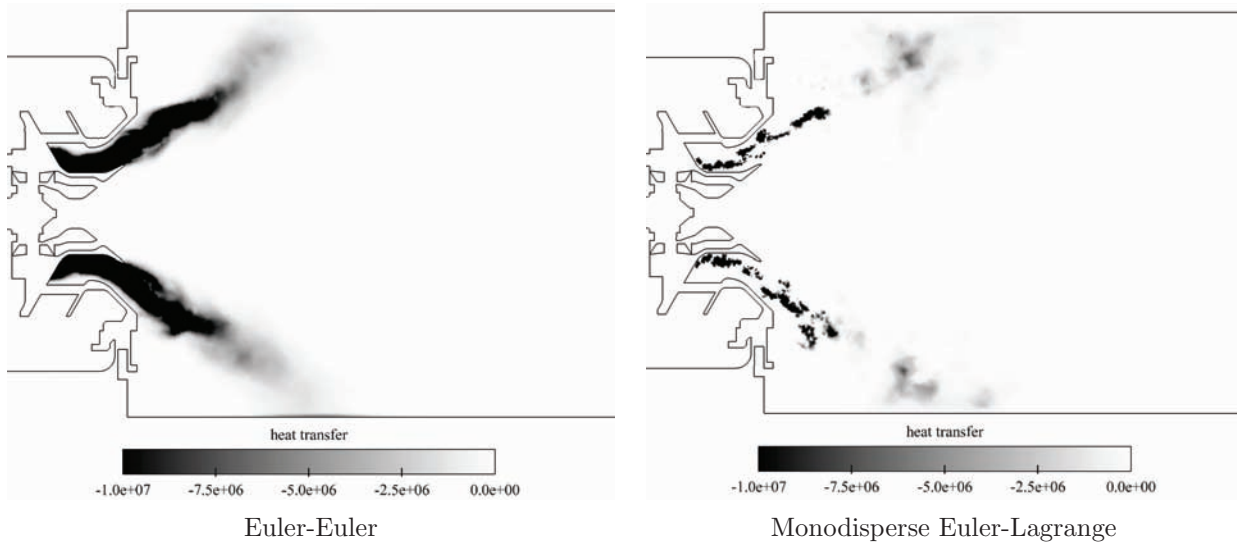 heat transfer
-1.0e+07 -7.5e+06 -5.0e+06 -2.5e+06 0.0e+00
Euler-Euler
heat transfer
-1.0e+07 -7.5e+06 -5.0e+06 -2.5e+06 0.0e+00
Monodisperse Euler-Lagrange